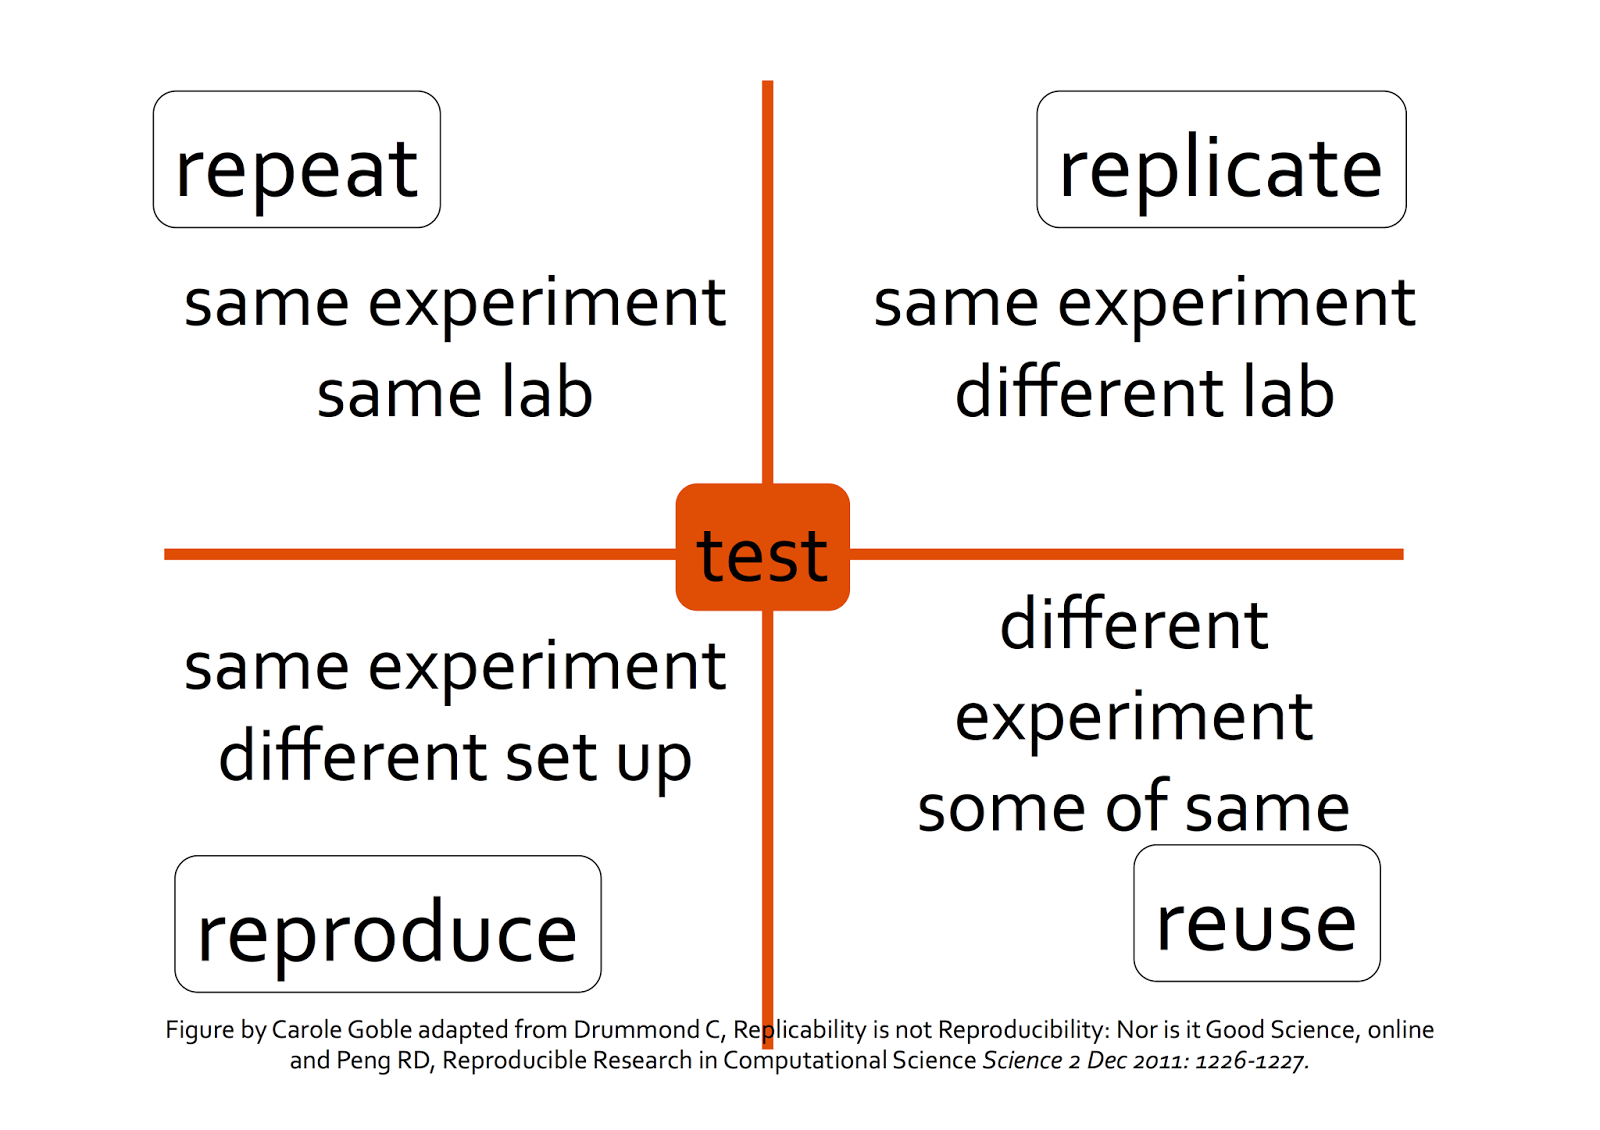 repeat
same experiment
same lab
replicate
same experiment
different lab
test
same experiment
different set up
reproduce
different
experiment
some of same
reuse
Figure by Carole Goble adapted from Drummond C, Replicability is not Reproducibility: Nor is it Good Science, online
and Peng RD, Reproducible Research in Computational Science Science 2 Dec 2011: 1226-1227.